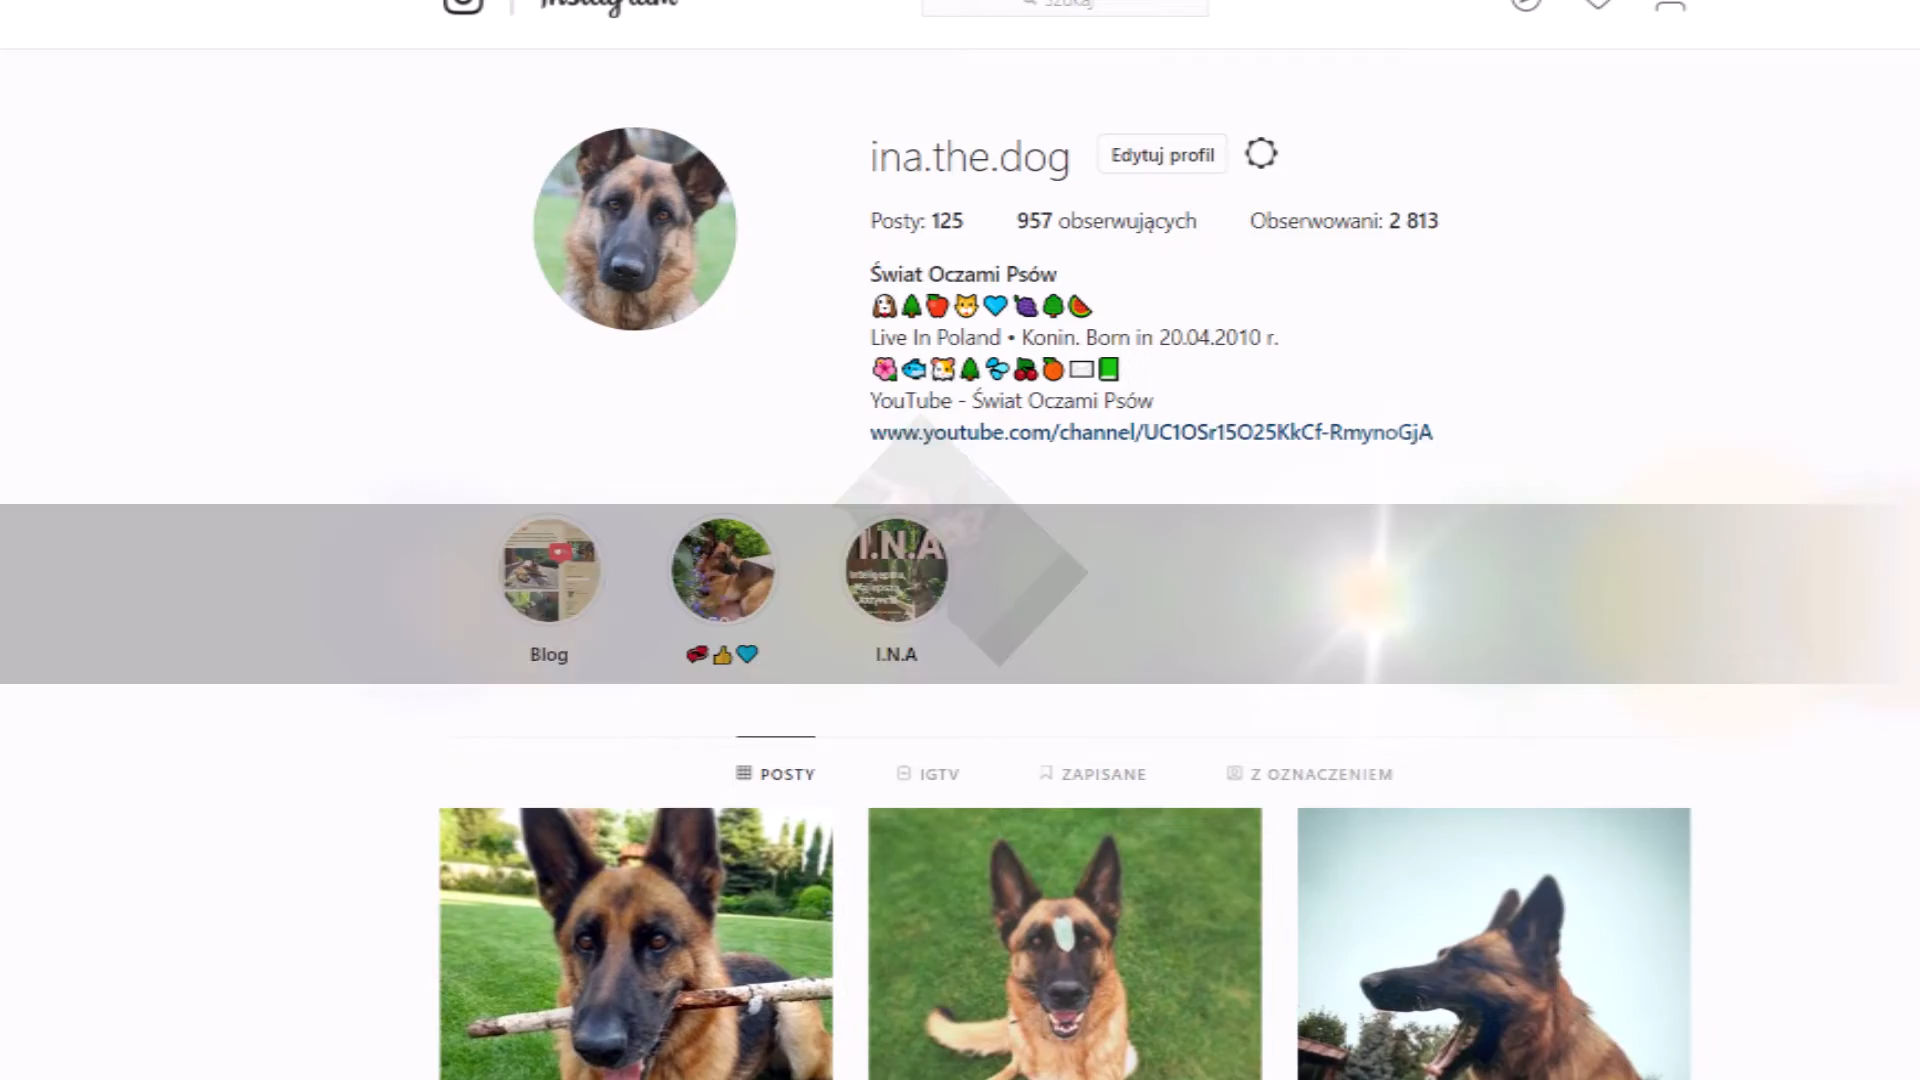 Instagram
Szukaj
ina.the.dog Edytuj profil
Posty: 125 957 obserwujących Obserwowani: 2 813
Świat Oczami Psów
Live In Poland • Konin. Born in 20.04.2010 r.
YouTube - Świat Oczami Psów
www.youtube.com/channel/UC1OSr15O25KkCf-RmynoGjA
I.N.A
Blog I.N.A
POSTY IGTV ZAPISANE Z OZNACZENIEM